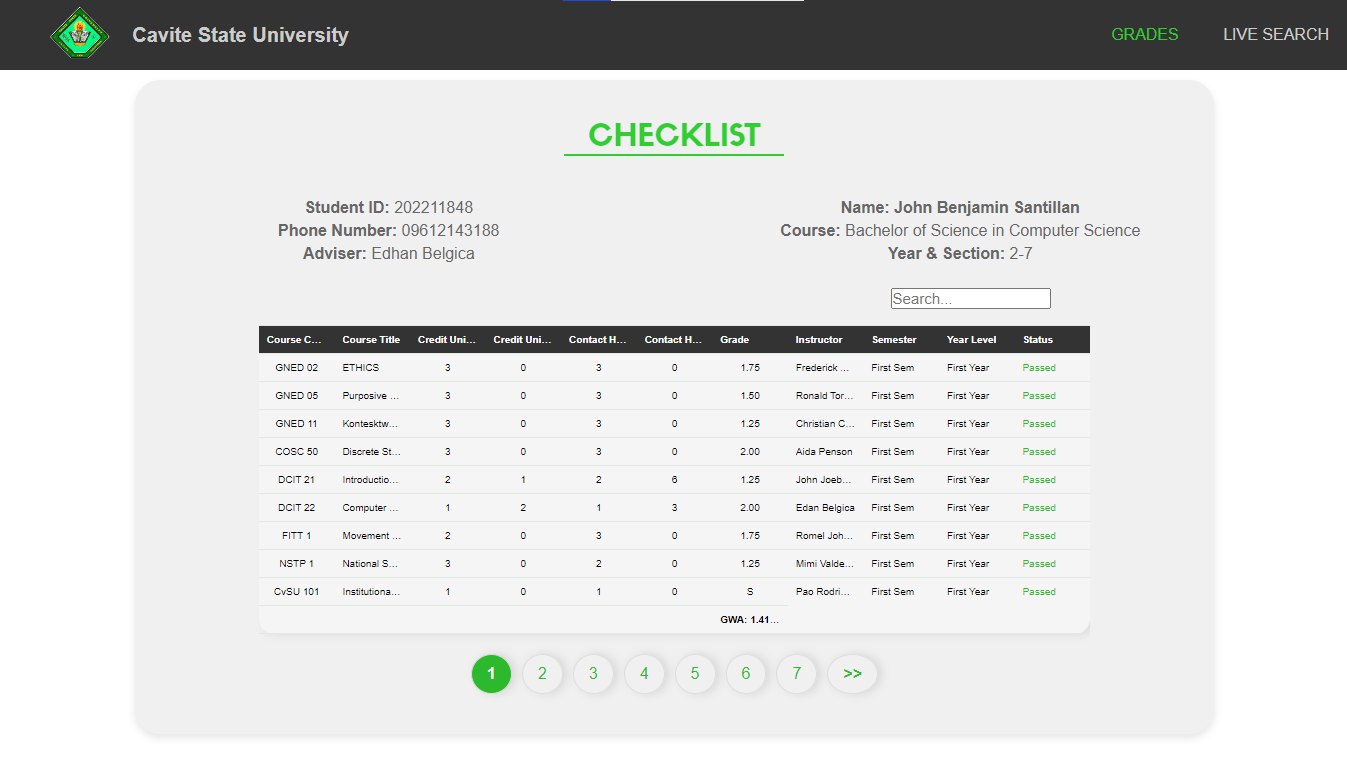 Cavite State University GRADES LIVE SEARCH
CHECKLIST
Student ID: 202211848
Phone Number: 09612143188
Adviser: Edhan Belgica
Name: John Benjamin Santillan
Course: Bachelor of Science in Computer Science
Year & Section: 2-7
Search...
Course C... Course Title Credit Uni... Credit Uni... Contact H... Contact H... Grade Instructor Semester Year Level Status
GNED 02 ETHICS 3 0 3 0 1.75 Frederick ... First Sem First Year Passed
GNED 05 Purposive ... 3 0 3 0 1.50 Ronald Tor... First Sem First Year Passed
GNED 11 Kontesktw... 3 0 3 0 1.25 Christian C... First Sem First Year Passed
COSC 50 Discrete St... 3 0 3 0 2.00 Aida Penson First Sem First Year Passed
DCIT 21 Introductio... 2 1 2 6 1.25 John Joeb... First Sem First Year Passed
DCIT 22 Computer ... 1 2 1 3 2.00 Edan Belgica First Sem First Year Passed
FITT 1 Movement ... 2 0 3 0 1.75 Romel Joh... First Sem First Year Passed
NSTP 1 National S... 3 0 2 0 1.25 Mimi Valde... First Sem First Year Passed
CvSU 101 Institutiona... 1 0 1 0 S Pao Rodri... First Sem First Year Passed
GWA: 1.41...
1 2 3 4 5 6 7 >>